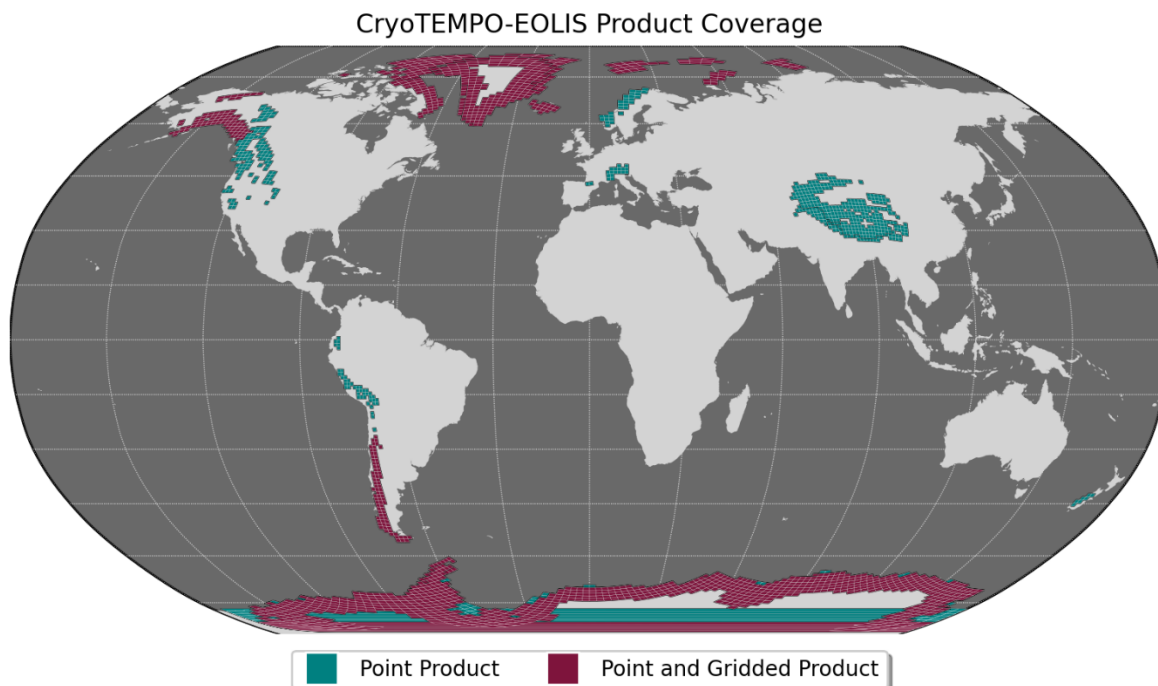 CryoTEMPO-EOLIS Product Coverage
Point Product
Point and Gridded Product